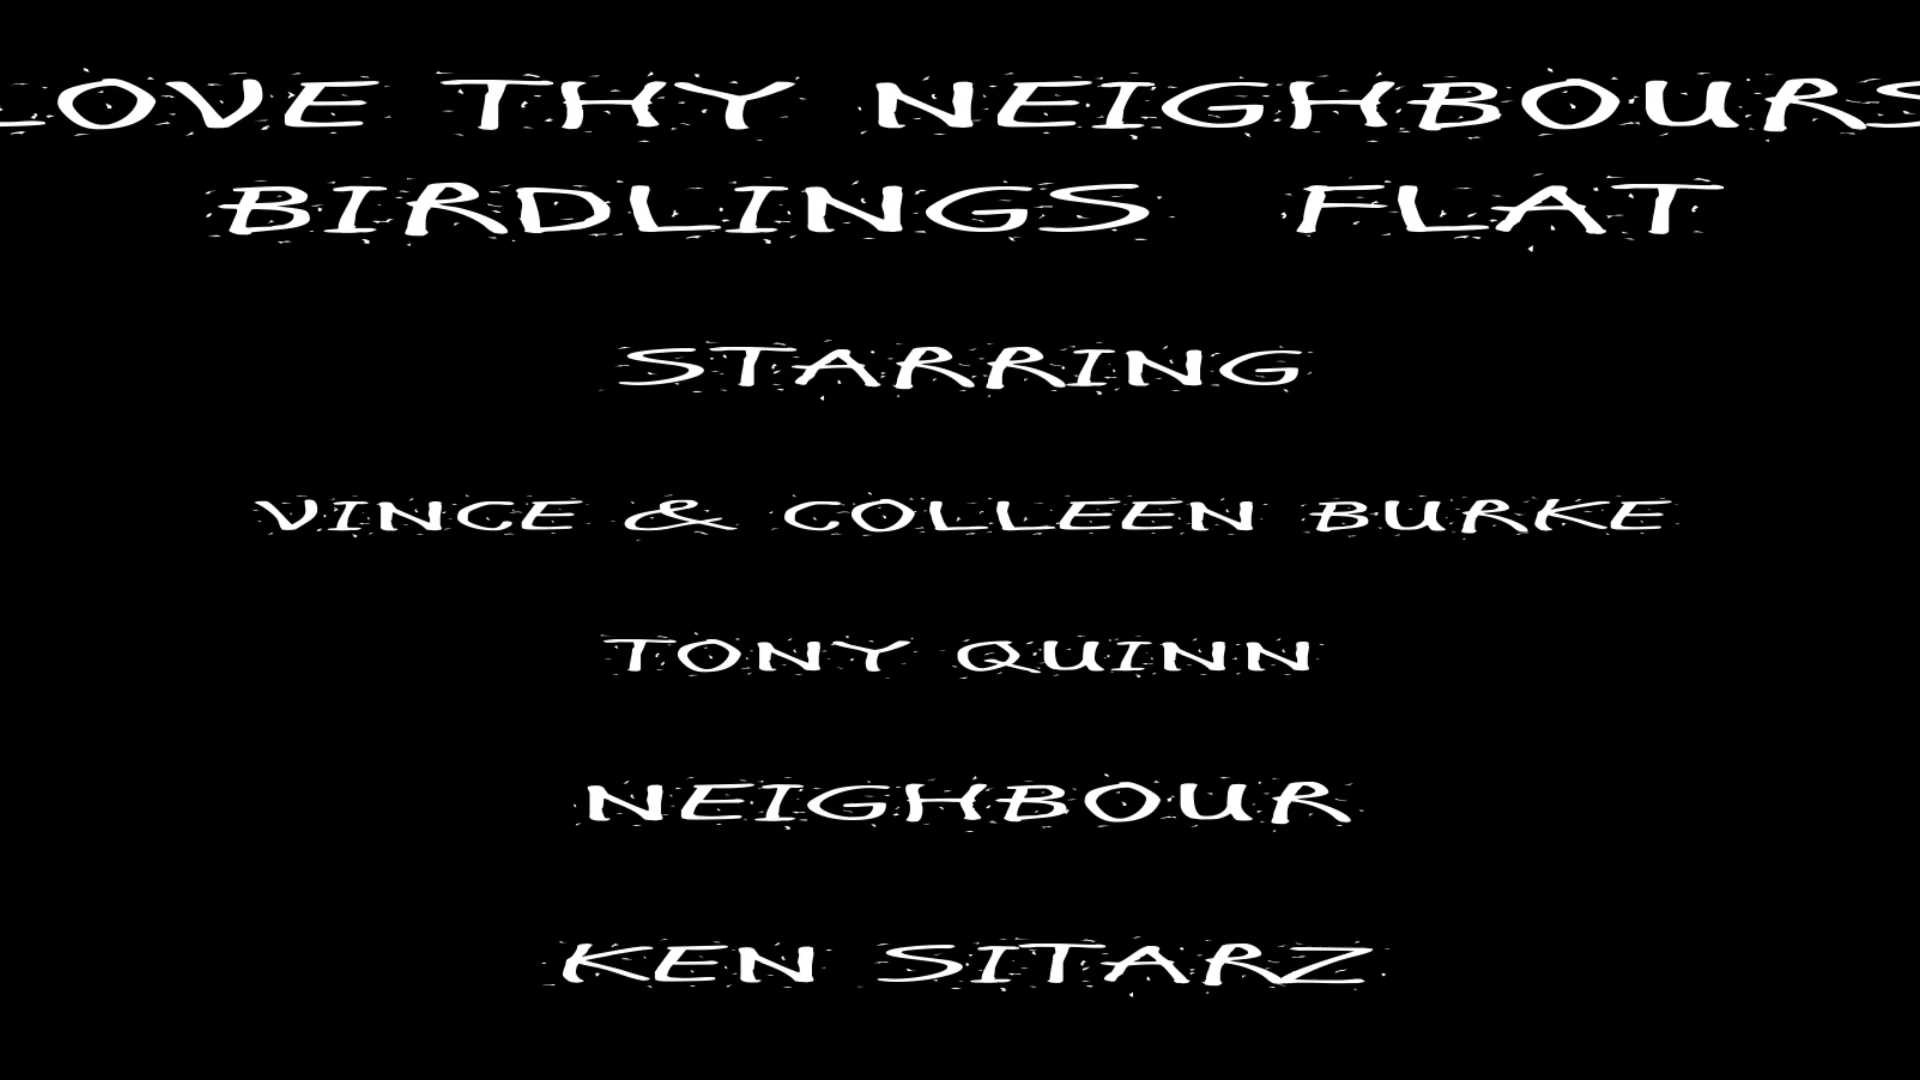 LOVE THY NEIGHBOURS
BIRDLINGS FLAT
STARRING
VINCE & COLLEEN BURKE
TONY QUINN
NEIGHBOUR
KEN SITARZ